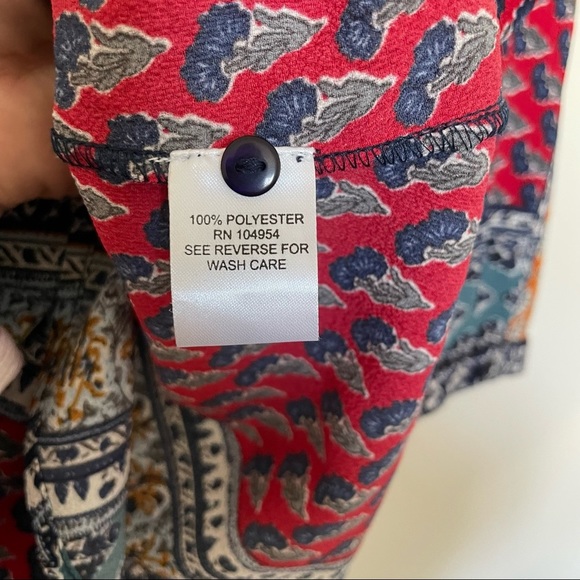 100% POLYESTER
RN 104954
SEE REVERSE FOR
WASH CARE